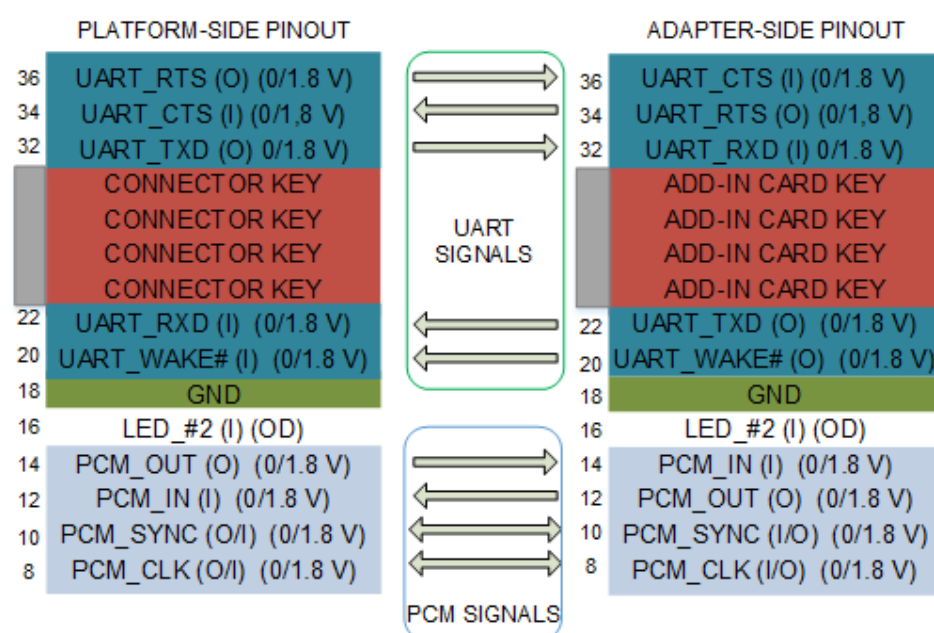 PLATFORM-SIDE PINOUT
36 UART_RTS (O) (0/1.8 V)
34 UART_CTS (I) (0/1,8 V)
32 UART_TXD (O) 0/1.8 V)
CONNECTOR KEY
CONNECTOR KEY
CONNECTOR KEY
CONNECTOR KEY
22 UART_RXD (I) (0/1.8 V)
20 UART_WAKE# (I) (0/1.8 V)
18 GND
16 LED_#2 (I) (OD)
14 PCM_OUT (O) (0/1.8 V)
12 PCM_IN (I) (0/1.8 V)
10 PCM_SYNC (O/I) (0/1.8 V)
8 PCM_CLK (O/I) (0/1.8 V)
UART
SIGNALS
PCM SIGNALS
ADAPTER-SIDE PINOUT
36 UART_CTS (I) (0/1.8 V)
34 UART_RTS (O) (0/1,8 V)
32 UART_RXD (I) 0/1.8 V)
ADD-IN CARD KEY
ADD-IN CARD KEY
ADD-IN CARD KEY
ADD-IN CARD KEY
22 UART_TXD (O) (0/1.8 V)
20 UART_WAKE# (O) (0/1.8 V)
18 GND
16 LED_#2 (I) (OD)
14 PCM_IN (I) (0/1.8 V)
12 PCM_OUT (O) (0/1.8 V)
10 PCM_SYNC (I/O) (0/1.8 V)
8 PCM_CLK (I/O) (0/1.8 V)